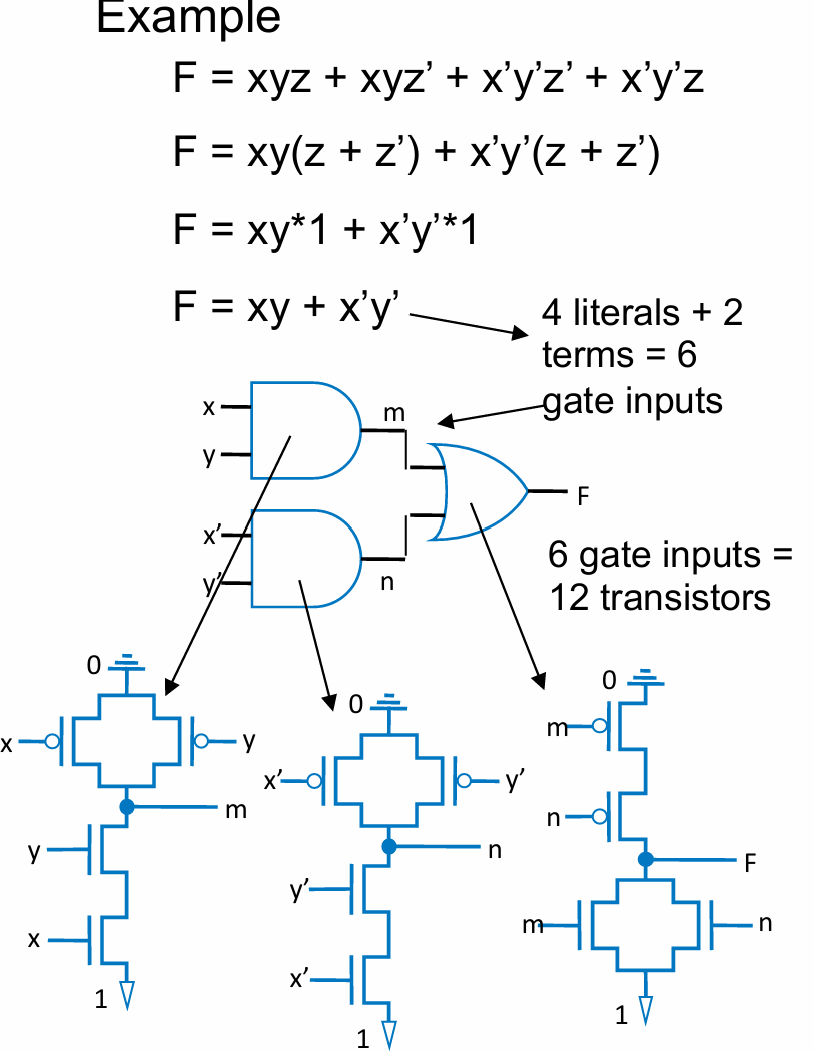 Example
F = xyz + xyz’ + x’y’z’ + x’y’z
F = xy(z + z’) + x’y’(z + z’)
F = xy*1 + x’y’*1
F = xy + x’y’
4 literals + 2
terms = 6
gate inputs
x
m
y
F
x’
y’
n
6 gate inputs =
12 transistors
0
x
y
m
y
x
1
0
x’
y’
n
y’
x’
1
0
m
n
F
m
n
1